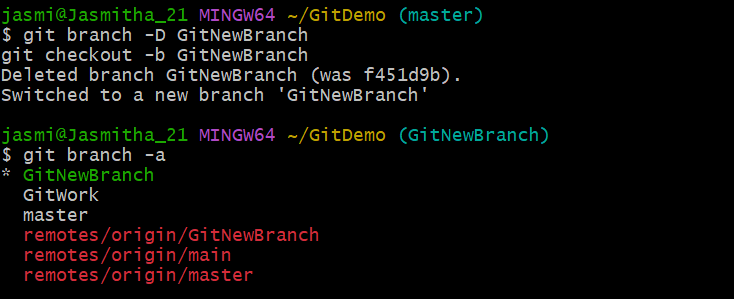 jasmi@Jasmitha_21 MINGW64 ~/GitDemo (master)
$ git branch -D GitNewBranch
git checkout -b GitNewBranch
Deleted branch GitNewBranch (was f451d9b).
Switched to a new branch 'GitNewBranch'
jasmi@Jasmitha_21 MINGW64 ~/GitDemo (GitNewBranch)
$ git branch -a
* GitNewBranch
GitWork
master
remotes/origin/GitNewBranch
remotes/origin/main
remotes/origin/master